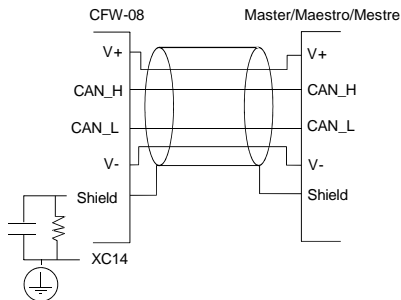 CFW-08 Master/Maestro/Mestre
V+ V+
CAN_H CAN_H
CAN_L CAN_L
V- V-
Shield Shield
XC14